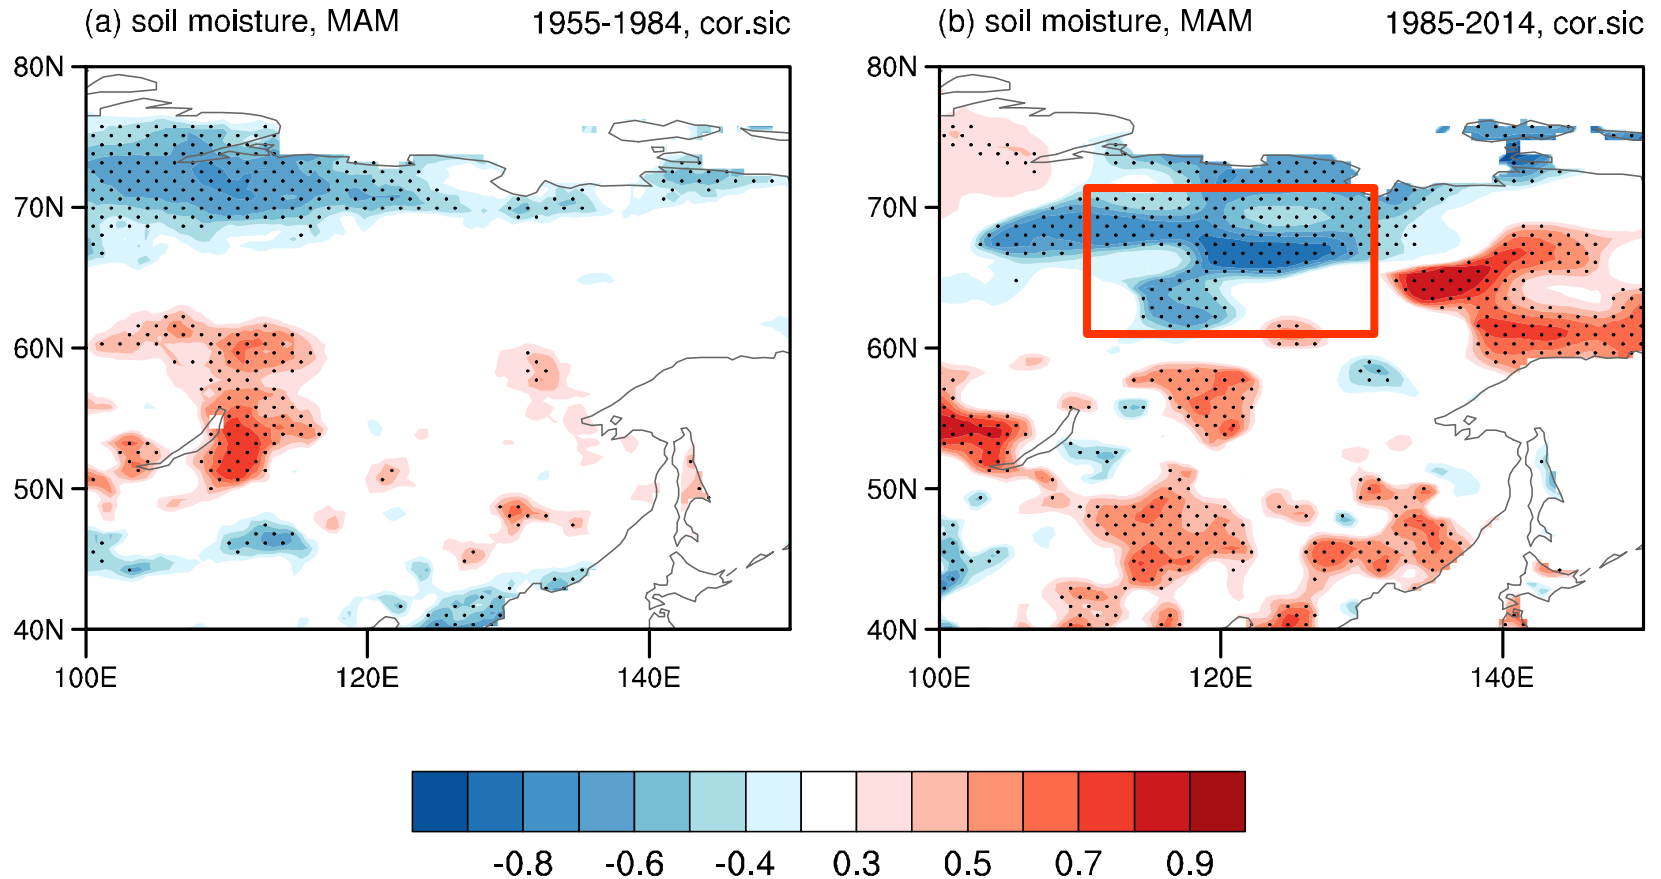 (a) soil moisture, MAM 1955-1984, cor.sic
(b) soil moisture, MAM 1985-2014, cor.sic
80N
70N
60N
50N
40N
100E 120E 140E
80N
70N
60N
50N
40N
100E 120E 140E
-0.8 -0.6 -0.4 0.3 0.5 0.7 0.9